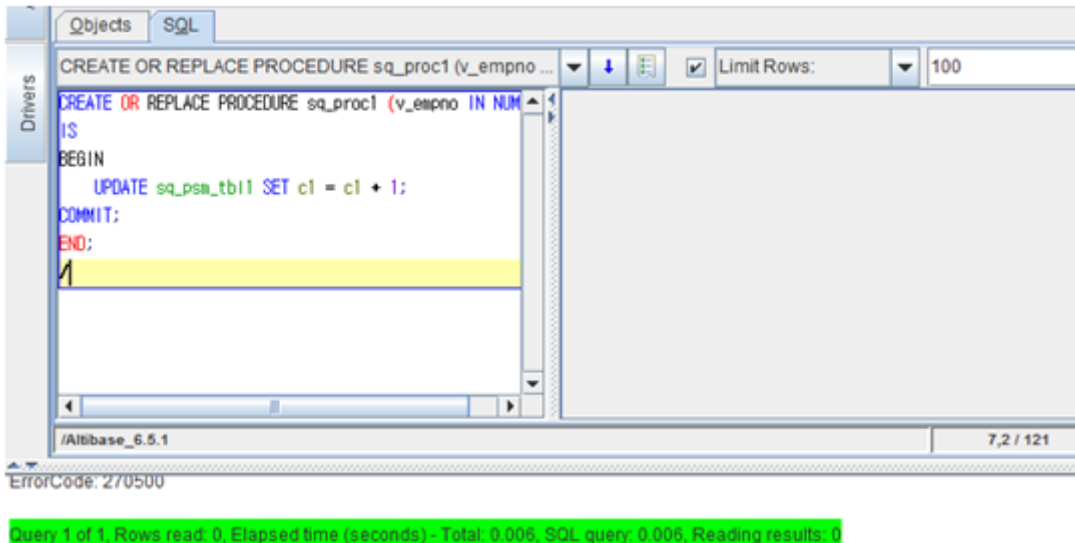 Objects SQL
Drivers
CREATE OR REPLACE PROCEDURE sq_proc1 (v_empno ... Limit Rows: 100
CREATE OR REPLACE PROCEDURE sq_proc1 (v_empno IN NUM
IS
BEGIN
UPDATE sq_psm_tbl1 SET c1 = c1 + 1;
COMMIT;
END;
/
/Altibase_6.5.1 7,2 / 121
ErrorCode: 270500
Query 1 of 1, Rows read: 0, Elapsed time (seconds) - Total: 0.006, SQL query: 0.006, Reading results: 0